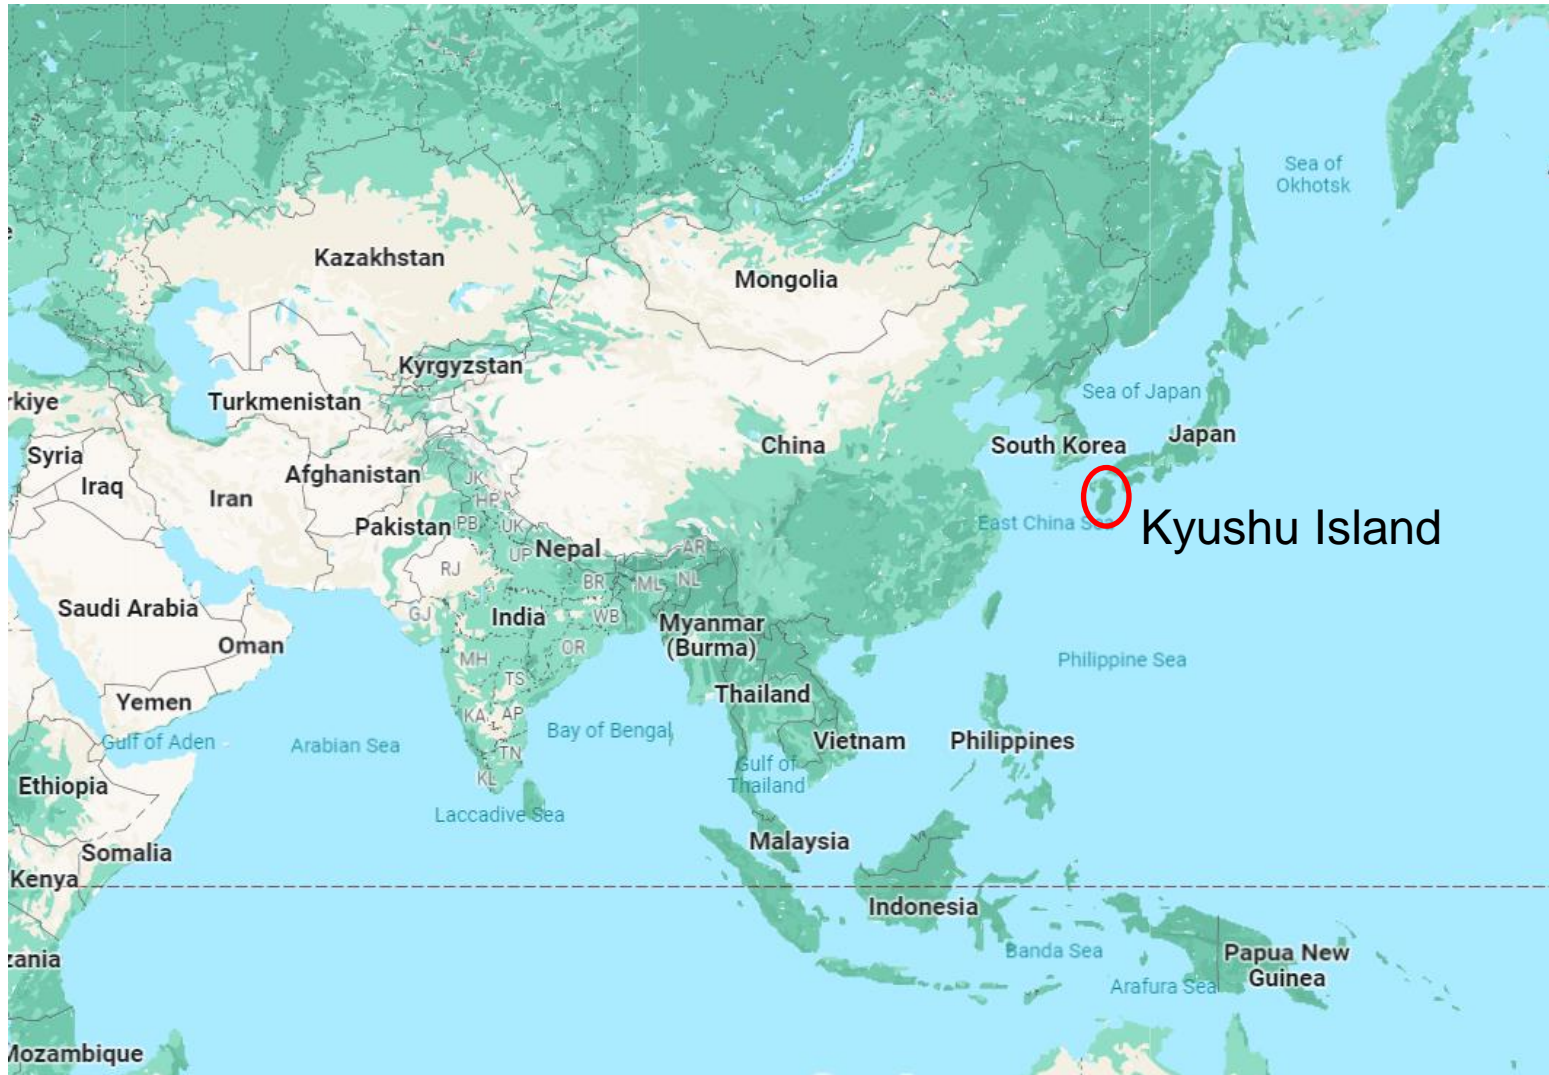 Sea of
Okhotsk
Kazakhstan
Mongolia
Kyrgyzstan
Sea of Japan
rkiye
Turkmenistan
Japan
China
South Korea
Syria
Afghanistan
JK
Iraq
Iran
HP
Pakistan
PB
UK
East China Sea
Kyushu Island
UP
Nepal
AR
RJ
BR
ML
NL
Saudi Arabia
GJ
India
WB
Myanmar
(Burma)
Oman
OR
MH
Philippine Sea
TS
Thailand
Yemen
KA
AP
Gulf of Aden
Arabian Sea
Bay of Bengal
Vietnam
Philippines
TN
Gulf of
Thailand
KL
Ethiopia
Laccadive Sea
Malaysia
Somalia
Kenya
Indonesia
Banda Sea
Papua New
Guinea
zania
Arafura Sea
Mozambique